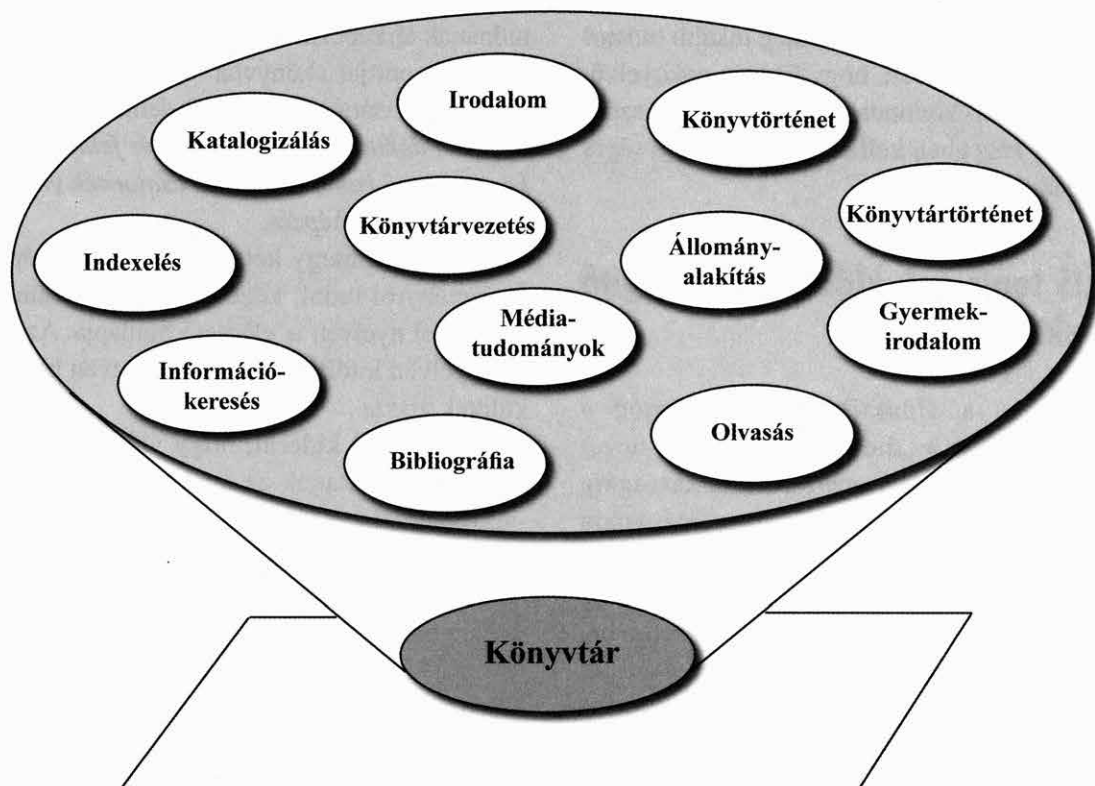 Irodalom
Katalogizálás
Könyvtörténet
Könyvtárvezetés
Könyvtártörténet
Indexelés
Állomány-
alakítás
Média-
tudományok
Gyermek-
irodalom
Információ-
keresés
Olvasás
Bibliográfia
Könyvtár